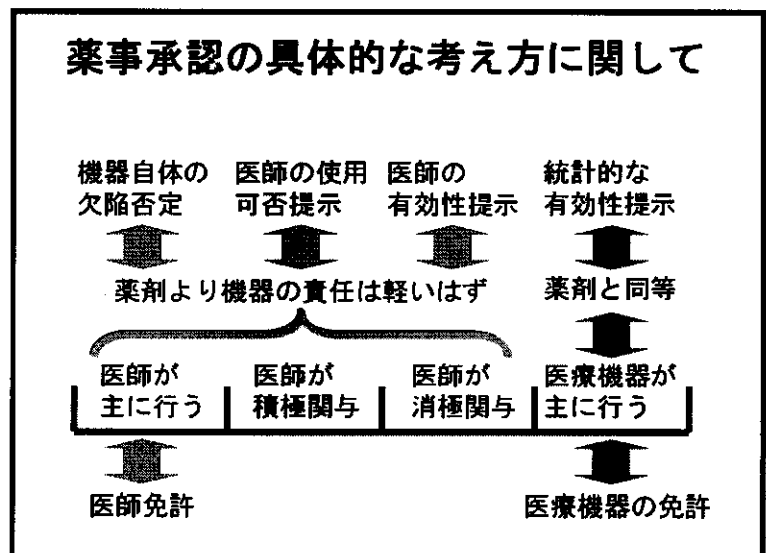 薬事承認の具体的な考え方に関して
機器自体の
欠陥否定
医師の使用
可否提示
医師の
有効性提示
統計的な
有効性提示
薬剤より機器の責任は軽いはず
薬剤と同等
医師が
主に行う
医師が
積極関与
医師が
消極関与
医療機器が
主に行う
医師免許
医療機器の免許